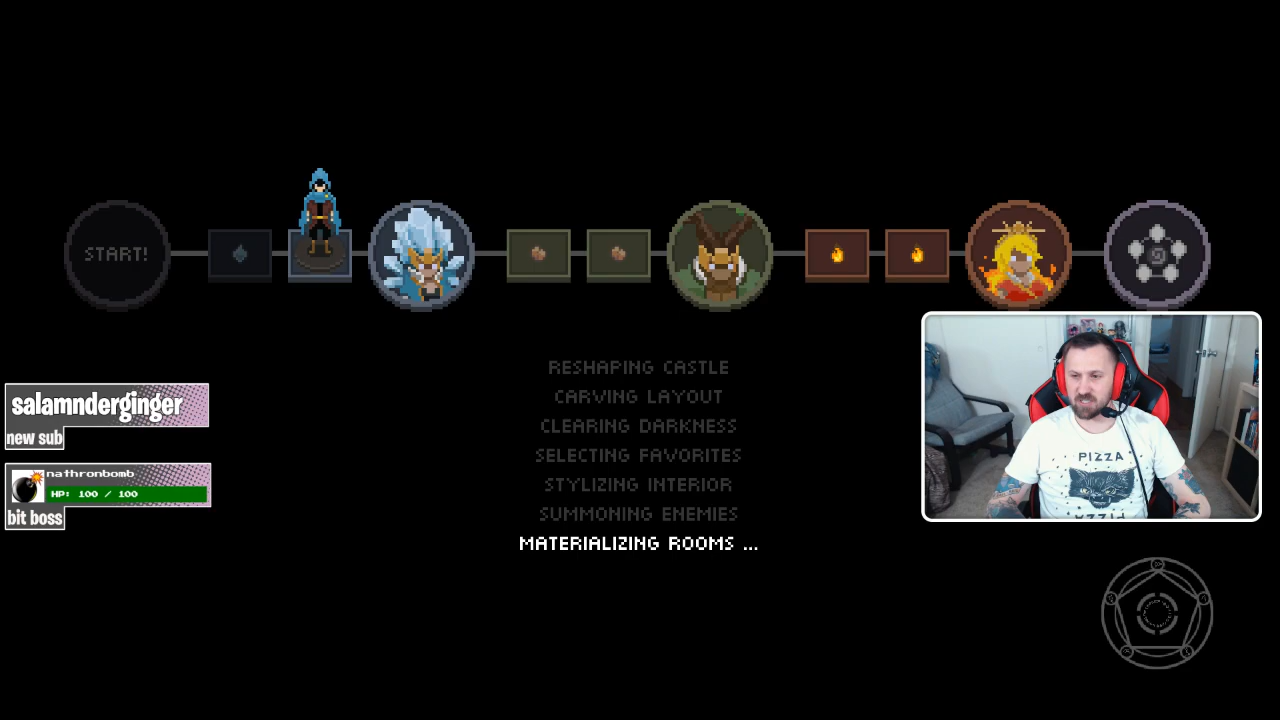 START!
RESHAPING CASTLE
CARVING LAYOUT
CLEARING DARKNESS
SELECTING FAVORITES
STYLIZING INTERIOR
SUMMONING ENEMIES
MATERIALIZING ROOMS ...
salamnderginger
new sub
nathronbomb
HP: 100 / 100
bit boss
PIZZA
PIZZA